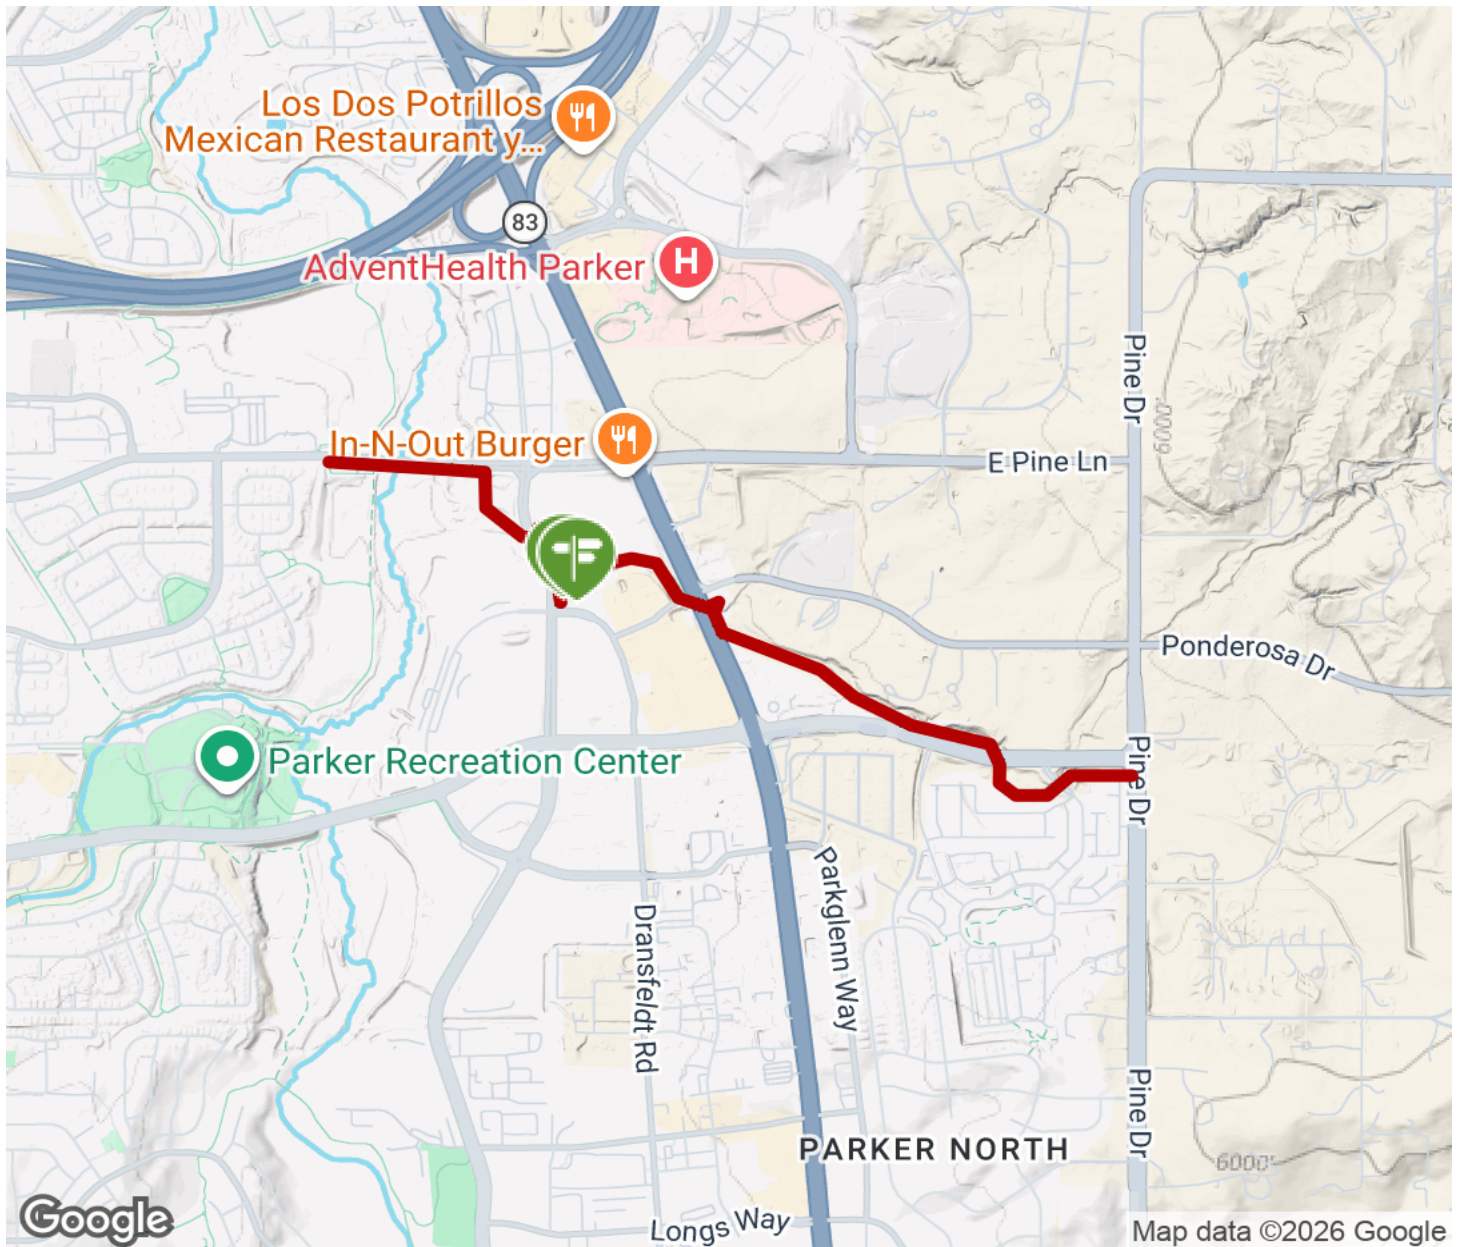 Los Dos Potrillos
Mexican Restaurant y...
83
AdventHealth Parker
H
Pine Dr
6000
In-N-Out Burger
E Pine Ln
Ponderosa Dr
Parker Recreation Center
Pine Dr
Parkglenn Way
Dransfeldt Rd
Pine Dr
PARKER NORTH
6000'
Longs Way
Google
Map data ©2026 Google